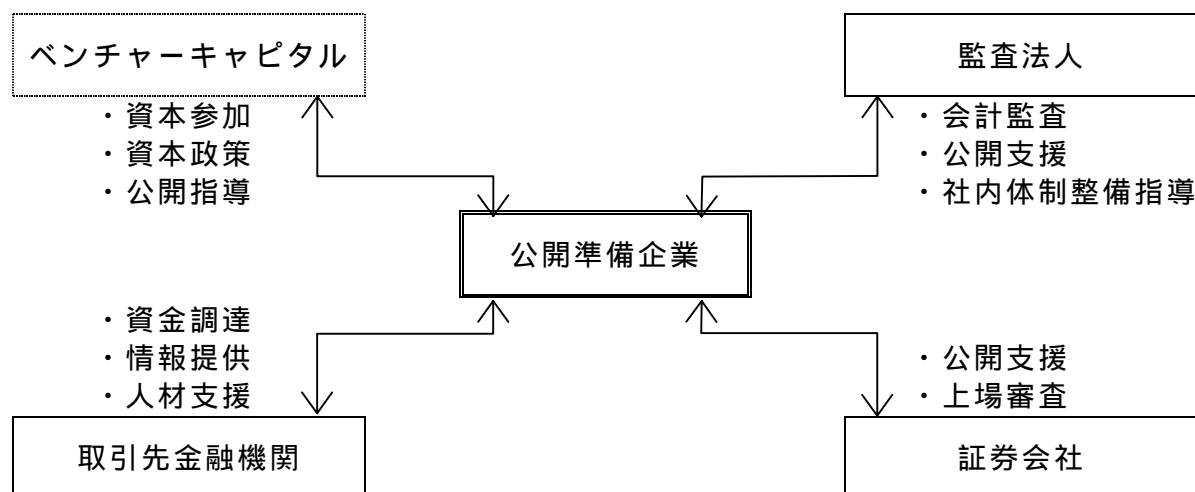 ベンチャーキャピタル
監査法人
・資本参加
・資本政策
・公開指導
・会計監査
・公開支援
・社内体制整備指導
公開準備企業
・資金調達
・情報提供
・人材支援
・公開支援
・上場審査
取引先金融機関
証券会社